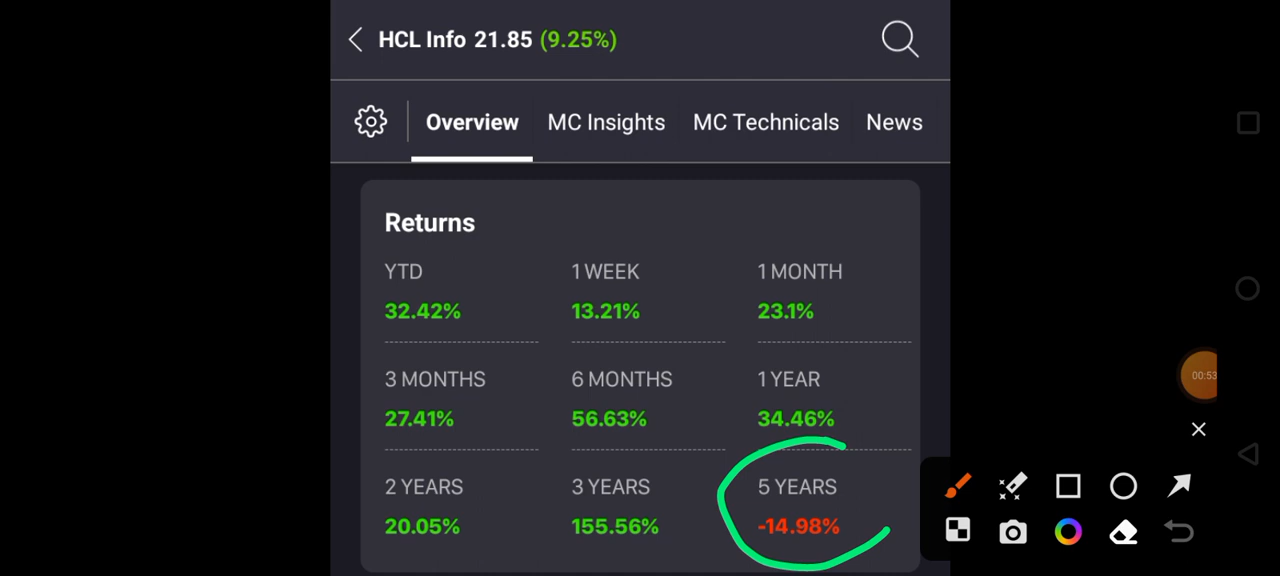 HCL Info 21.85 (9.25%)
Overview MC Insights MC Technicals News
Returns
YTD 1 WEEK 1 MONTH
32.42% 13.21% 23.1%
3 MONTHS 6 MONTHS 1 YEAR
27.41% 56.63% 34.46%
2 YEARS 3 YEARS 5 YEARS
20.05% 155.56% -14.98%
00:53